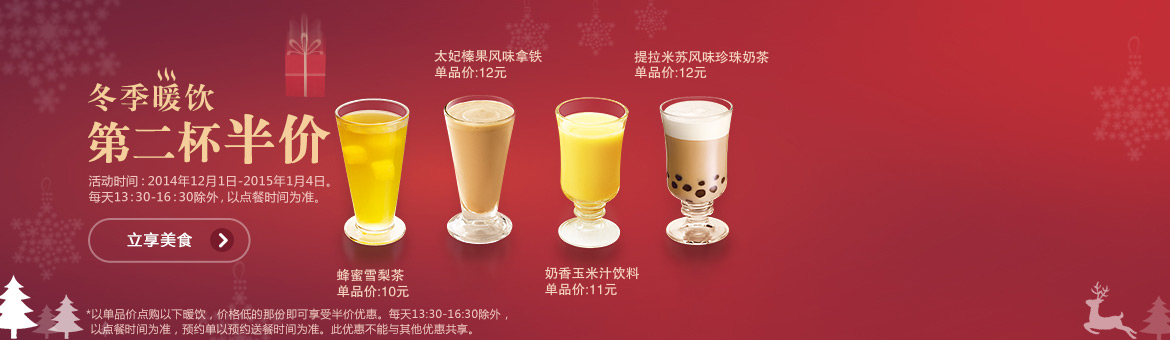 冬季暖饮
第二杯半价
活动时间:2014年12月1日-2015年1月4日。
每天13:30-16:30除外,以点餐时间为准。
立享美食
太妃榛果风味拿铁
单品价:12元
提拉米苏风味珍珠奶茶
单品价:12元
蜂蜜雪梨茶
单品价:10元
奶香玉米汁饮料
单品价:11元
*以单品价点购以下暖饮，价格低的那份即可享受半价优惠。每天13:30-16:30除外，
以点餐时间为准，预约单以预约送餐时间为准。此优惠不能与其他优惠共享。